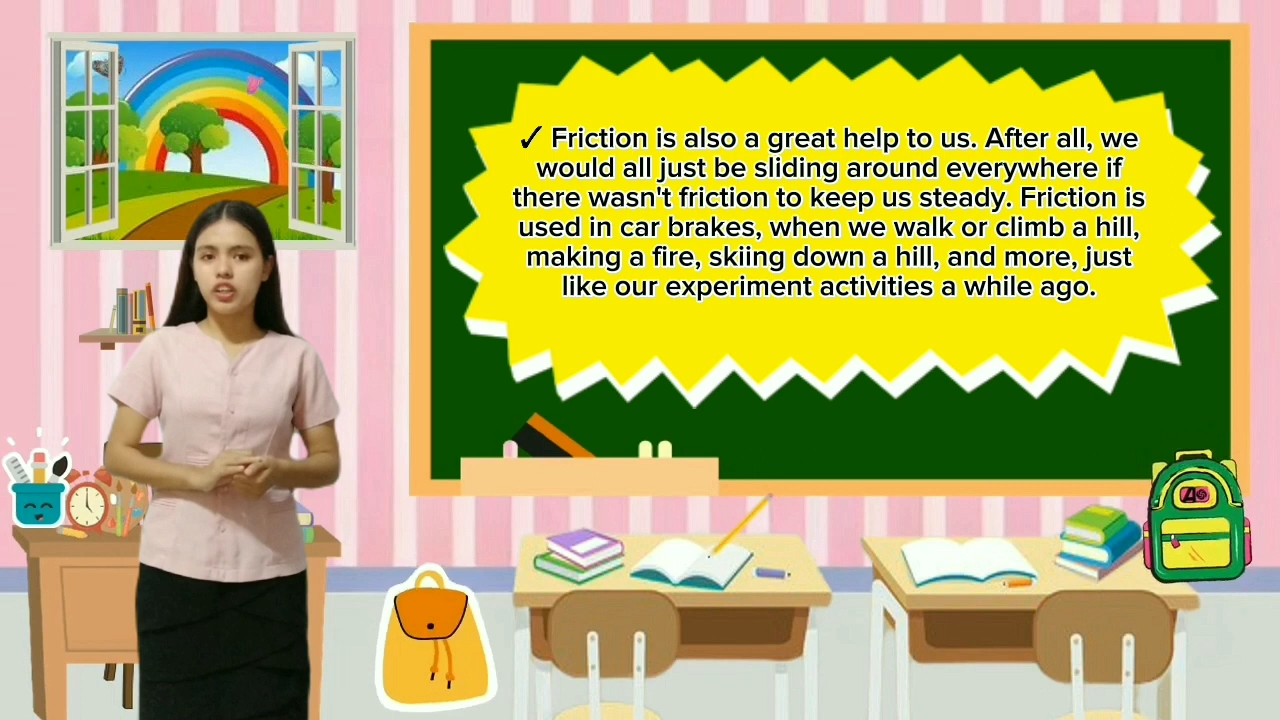 ✓ Friction is also a great help to us. After all, we
would all just be sliding around everywhere if
there wasn't friction to keep us steady. Friction is
used in car brakes, when we walk or climb a hill,
making a fire, skiing down a hill, and more, just
like our experiment activities a while ago.